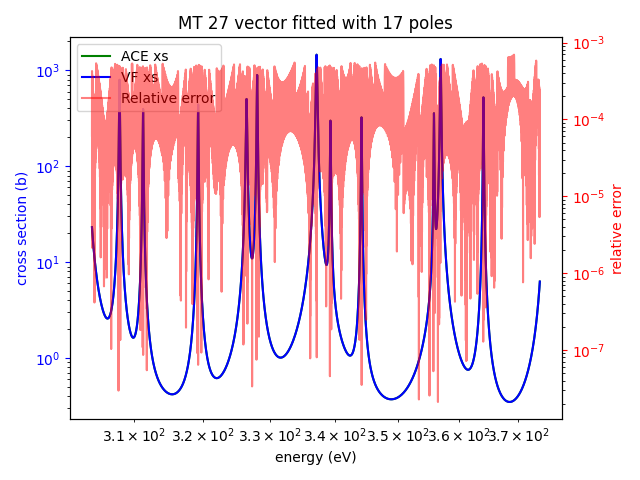 MT 27 vector fitted with 17 poles
ACE xs
VF xs
Relative error
cross section (b)
10³
10²
10¹
10⁰
relative error
10⁻³
10⁻⁴
10⁻⁵
10⁻⁶
10⁻⁷
3.1 × 10² 3.2 × 10² 3.3 × 10² 3.4 × 10² 3.5 × 10² 3.6 × 10² 3.7 × 10²
energy (eV)